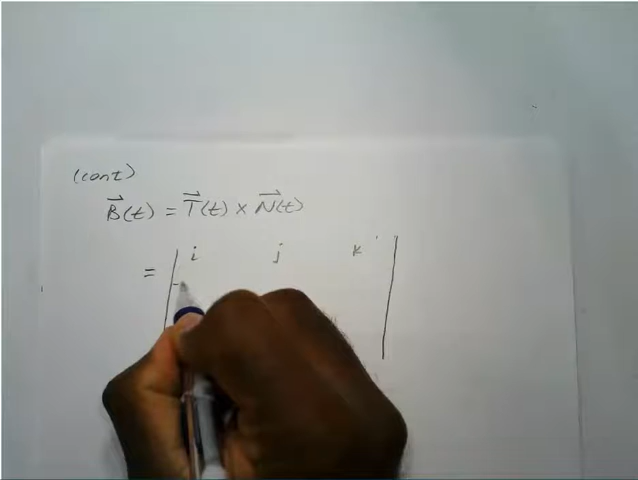 (cont)
B⃗(t) = T⃗(t) × N⃗(t)
= | i j k |